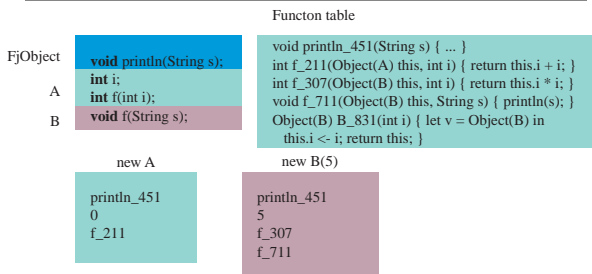 Functon table
FjObject
void println(String s);
A
int i;
int f(int i);
B
void f(String s);
void println_451(String s) { ... }
int f_211(Object(A) this, int i) { return this.i + i; }
int f_307(Object(B) this, int i) { return this.i * i; }
void f_711(Object(B) this, String s) { println(s); }
Object(B) B_831(int i) { let v = Object(B) in
this.i <- i; return this; }
new A
println_451
0
f_211
new B(5)
println_451
5
f_307
f_711